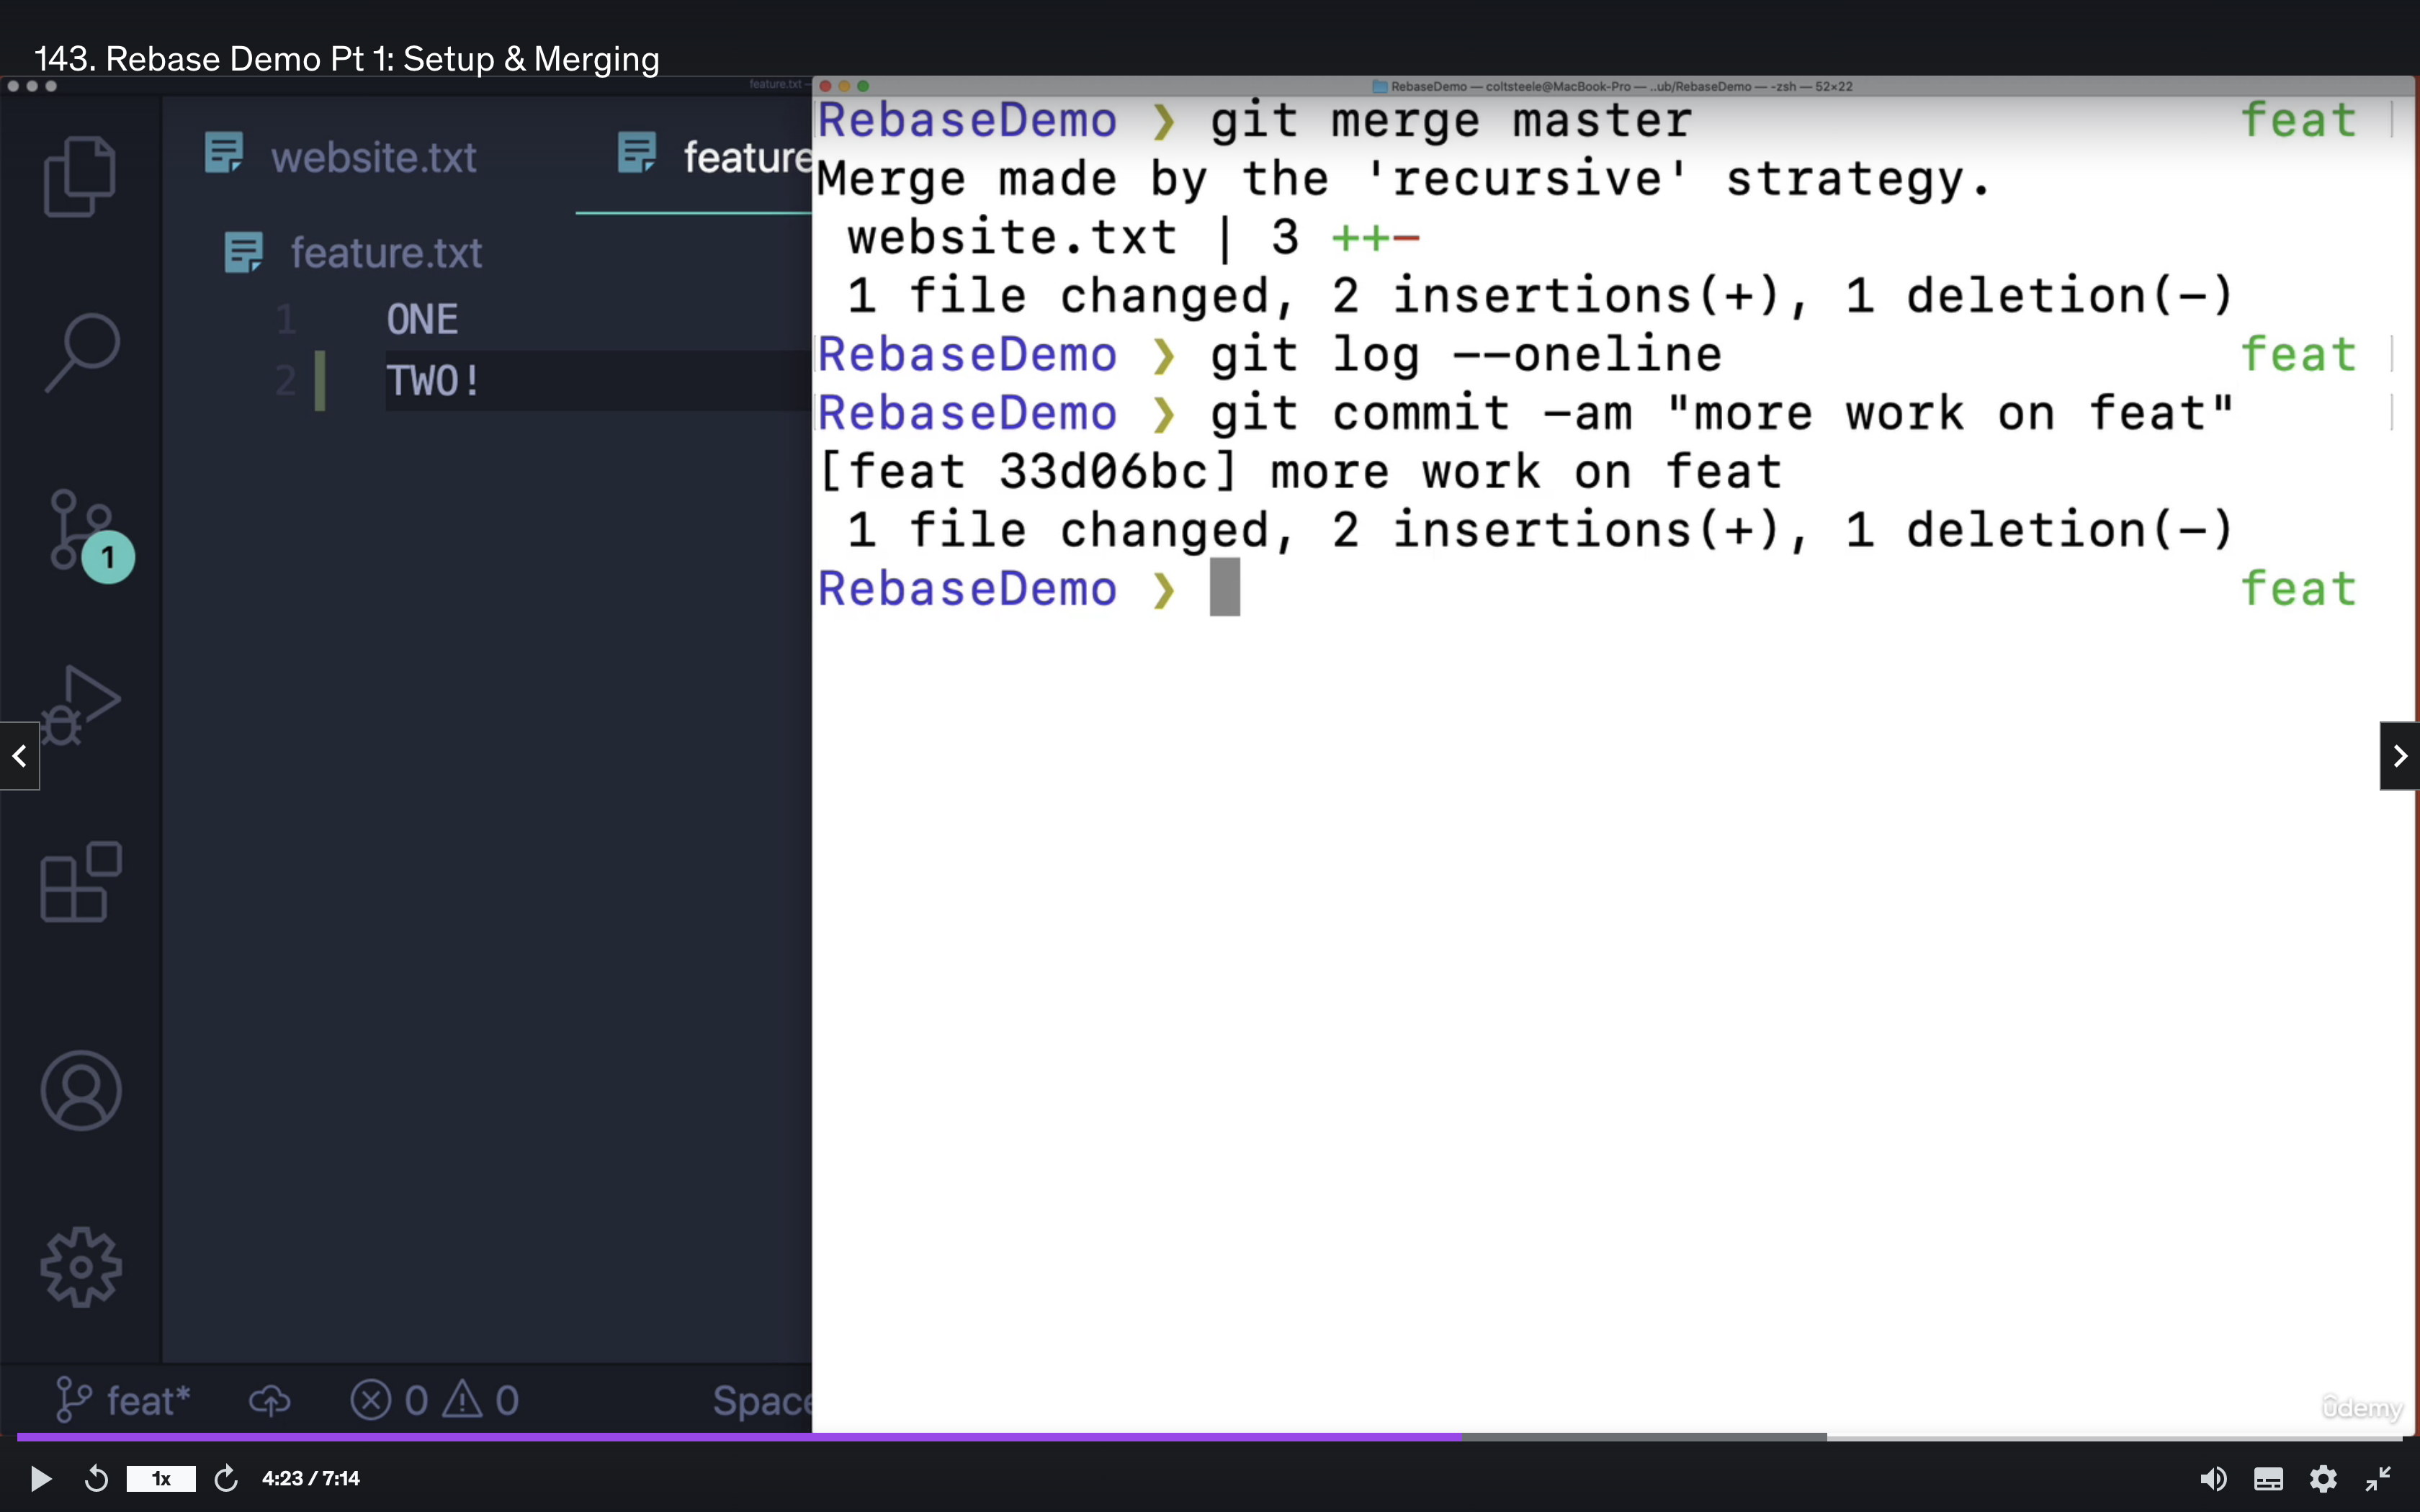 143. Rebase Demo Pt 1: Setup & Merging
feature.txt —
RebaseDemo — coltsteele@MacBook-Pro — ..ub/RebaseDemo — -zsh — 52×22
website.txt
feature
feature.txt
1 ONE
2 TWO!
1
RebaseDemo ❯ git merge master feat
Merge made by the 'recursive' strategy.
website.txt | 3 ++-
1 file changed, 2 insertions(+), 1 deletion(-)
RebaseDemo ❯ git log --oneline feat
RebaseDemo ❯ git commit -am "more work on feat"
[feat 33d06bc] more work on feat
1 file changed, 2 insertions(+), 1 deletion(-)
RebaseDemo ❯ feat
feat* 0 0 Space
udemy
1x 4:23 / 7:14